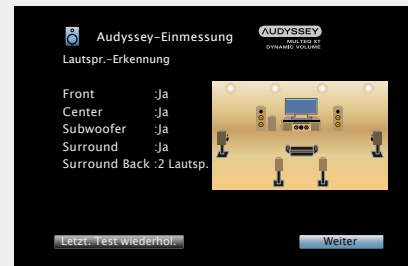 Audyssey-Einmessung
AUDYSSEY
MULTEQ XT
DYNAMIC VOLUME
Lautspr.-Erkennung
Front :Ja
Center :Ja
Subwoofer :Ja
Surround :Ja
Surround Back :2 Lautsp.
Letzt. Test wiederhol.
Weiter